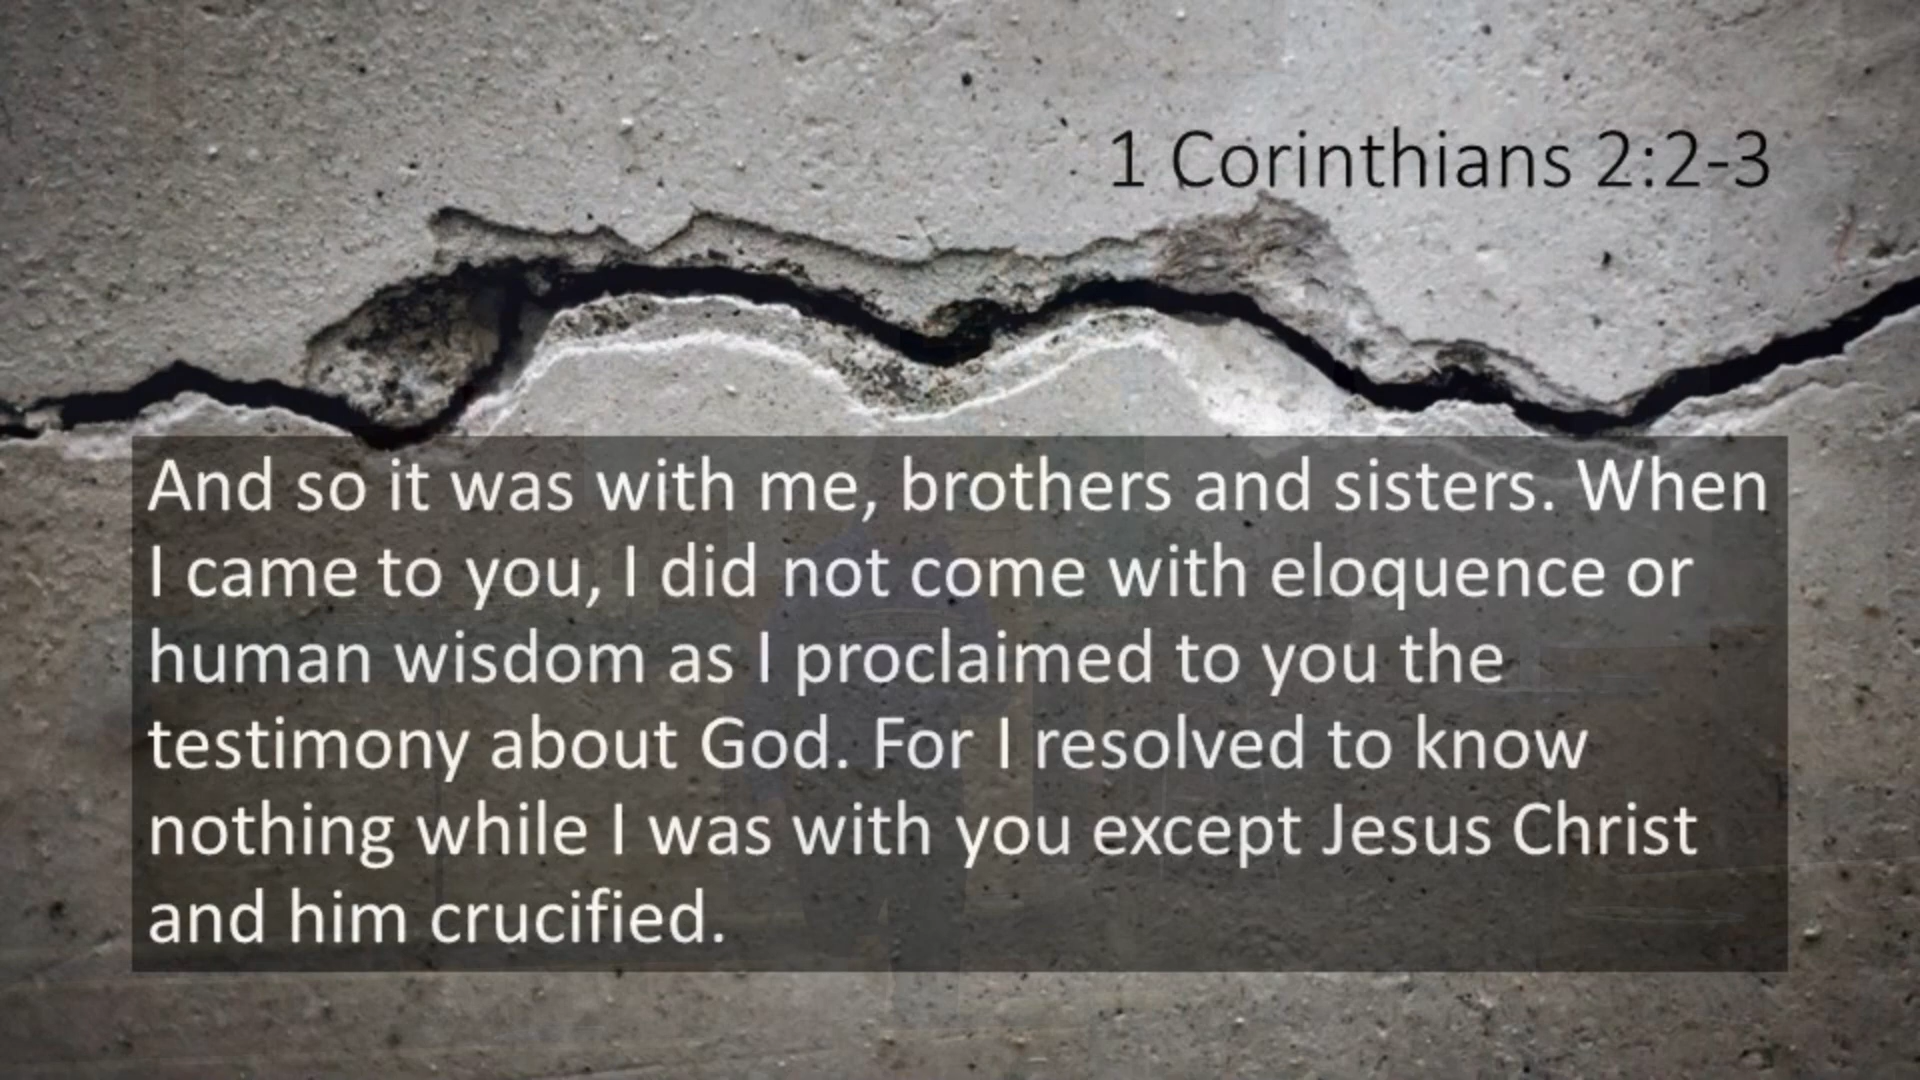 1 Corinthians 2:2-3
And so it was with me, brothers and sisters. When
I came to you, I did not come with eloquence or
human wisdom as I proclaimed to you the
testimony about God. For I resolved to know
nothing while I was with you except Jesus Christ
and him crucified.